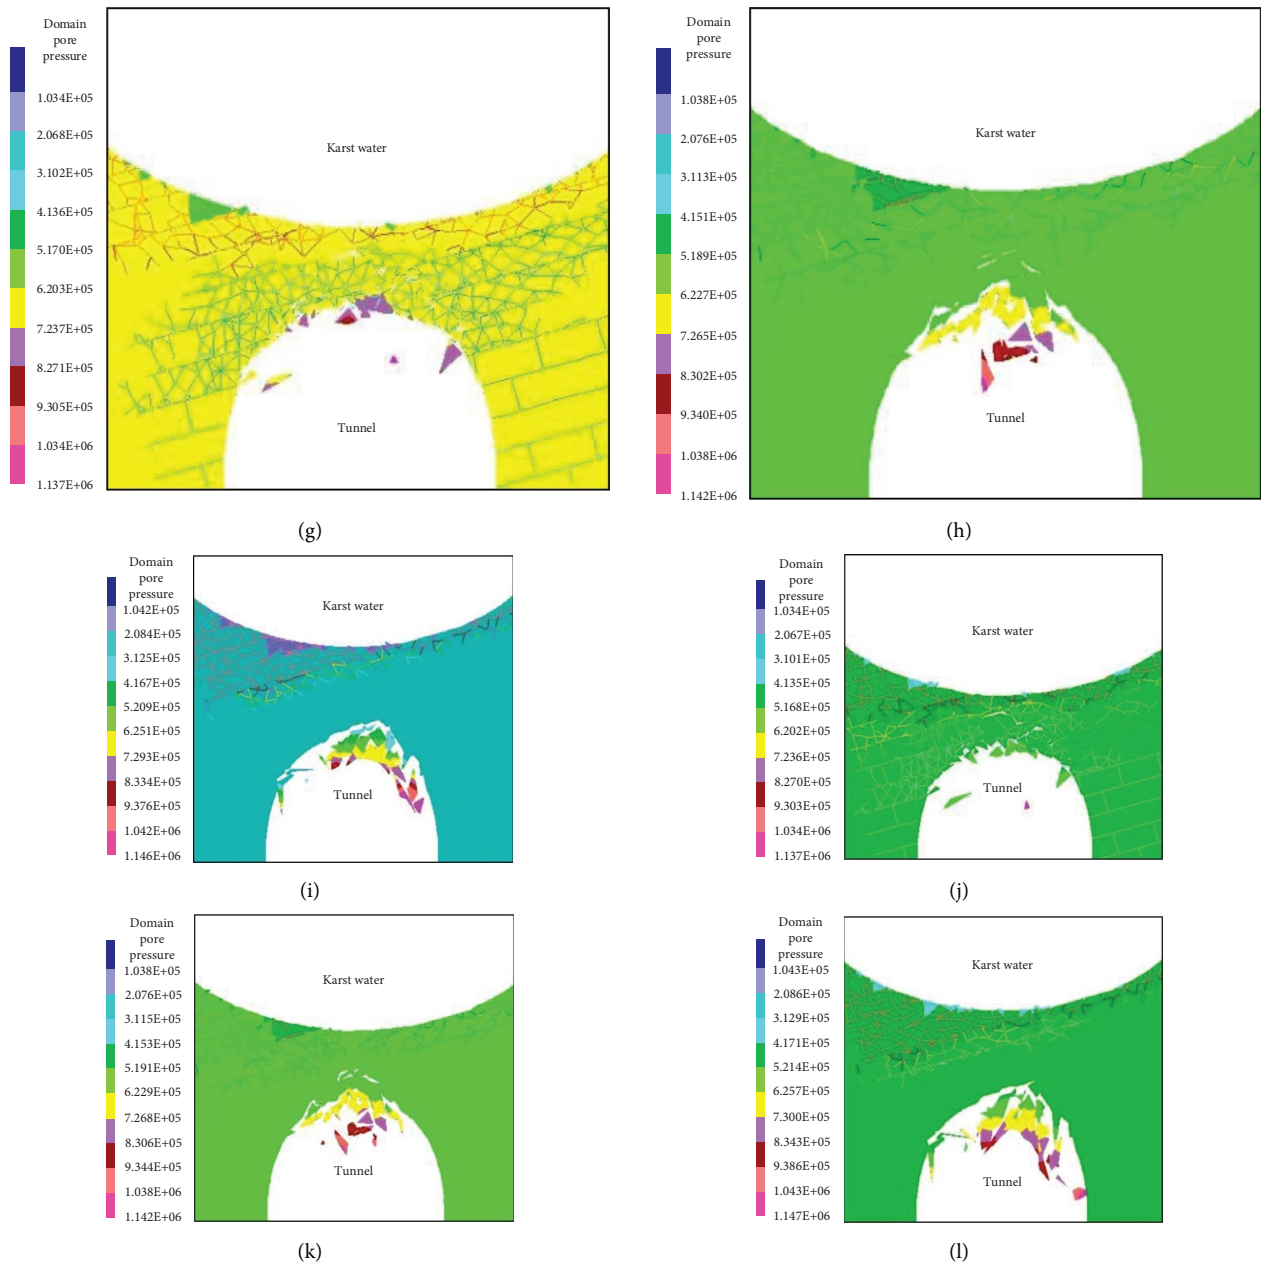 Domain
pore
pressure
1.034E+05
2.068E+05
3.102E+05
4.136E+05
5.170E+05
6.203E+05
7.237E+05
8.271E+05
9.305E+05
1.034E+06
1.137E+06
Karst water
Tunnel
(g)
Domain
pore
pressure
1.038E+05
2.076E+05
3.113E+05
4.151E+05
5.189E+05
6.227E+05
7.265E+05
8.302E+05
9.340E+05
1.038E+06
1.142E+06
Karst water
Tunnel
(h)
Domain
pore
pressure
1.042E+05
2.084E+05
3.125E+05
4.167E+05
5.209E+05
6.251E+05
7.293E+05
8.334E+05
9.376E+05
1.042E+06
1.146E+06
Karst water
Tunnel
(i)
Domain
pore
pressure
1.034E+05
2.067E+05
3.101E+05
4.135E+05
5.168E+05
6.202E+05
7.236E+05
8.270E+05
9.303E+05
1.034E+06
1.137E+06
Karst water
Tunnel
(j)
Domain
pore
pressure
1.038E+05
2.076E+05
3.115E+05
4.153E+05
5.191E+05
6.229E+05
7.268E+05
8.306E+05
9.344E+05
1.038E+06
1.142E+06
Karst water
Tunnel
(k)
Domain
pore
pressure
1.043E+05
2.086E+05
3.129E+05
4.171E+05
5.214E+05
6.257E+05
7.300E+05
8.343E+05
9.386E+05
1.043E+06
1.147E+06
Karst water
Tunnel
(l)